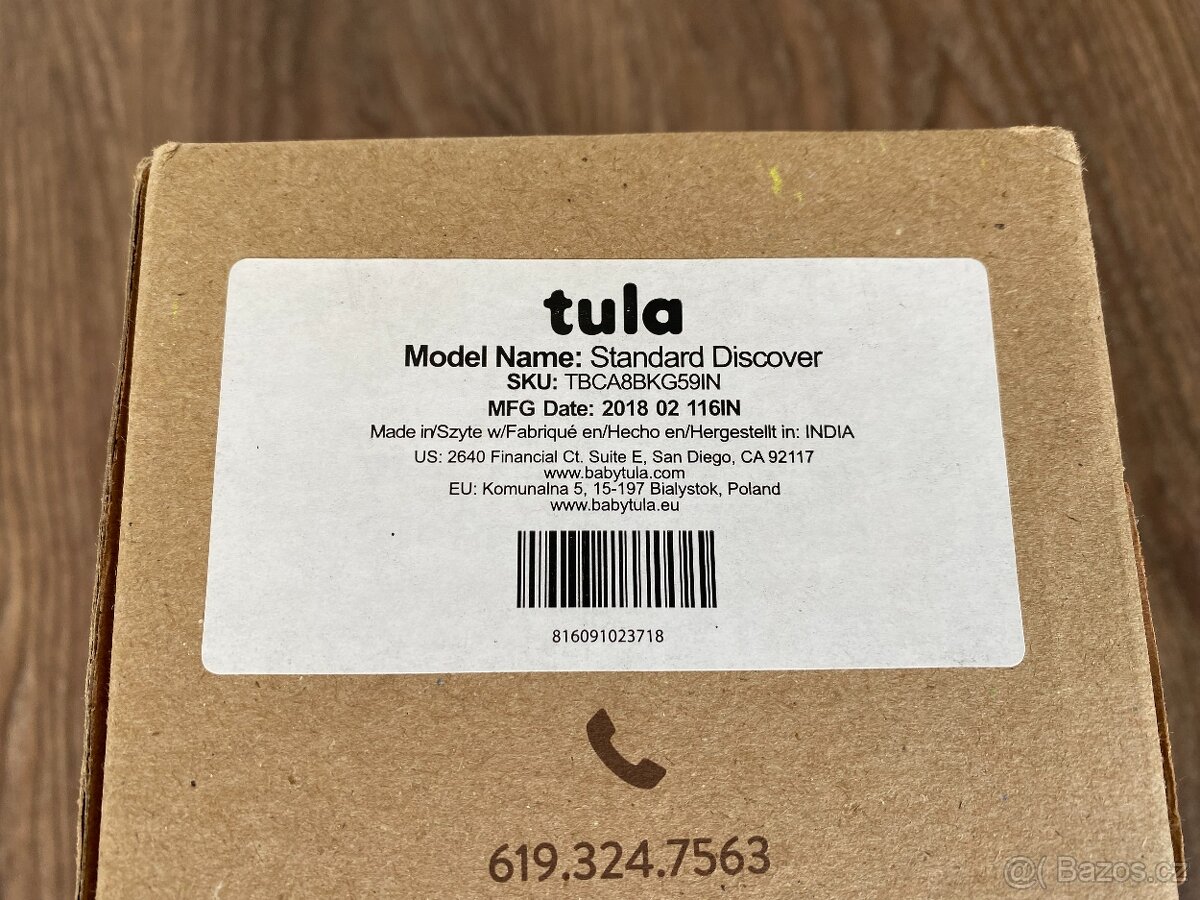 tula
Model Name: Standard Discover
SKU: TBCA8BKG59IN
MFG Date: 2018 02 116IN
Made in/Szyte w/Fabriqué en/Hecho en/Hergestellt in: INDIA
US: 2640 Financial Ct. Suite E, San Diego, CA 92117
www.babytula.com
EU: Komunalna 5, 15-197 Bialystok, Poland
www.babytula.eu
816091023718
619.324.7563
@( Bazos.cz